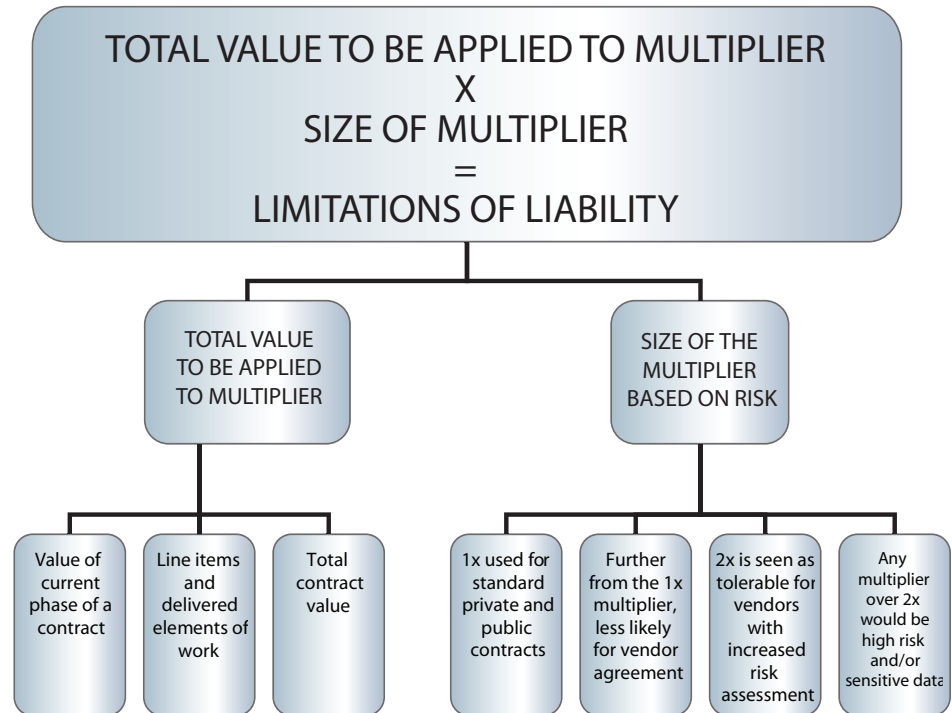 TOTAL VALUE TO BE APPLIED TO MULTIPLIER
X
SIZE OF MULTIPLIER
=
LIMITATIONS OF LIABILITY
TOTAL VALUE
TO BE APPLIED
TO MULTIPLIER
SIZE OF THE
MULTIPLIER
BASED ON RISK
Value of
current
phase of a
contract
Line items
and
delivered
elements of
work
Total
contract
value
1x used for
standard
private and
public
contracts
Further
from the 1x
multiplier,
less likely
for vendor
agreement
2x is seen as
tolerable for
vendors
with
increased
risk
assessment
Any
multiplier
over 2x
would be
high risk
and/or
sensitive data